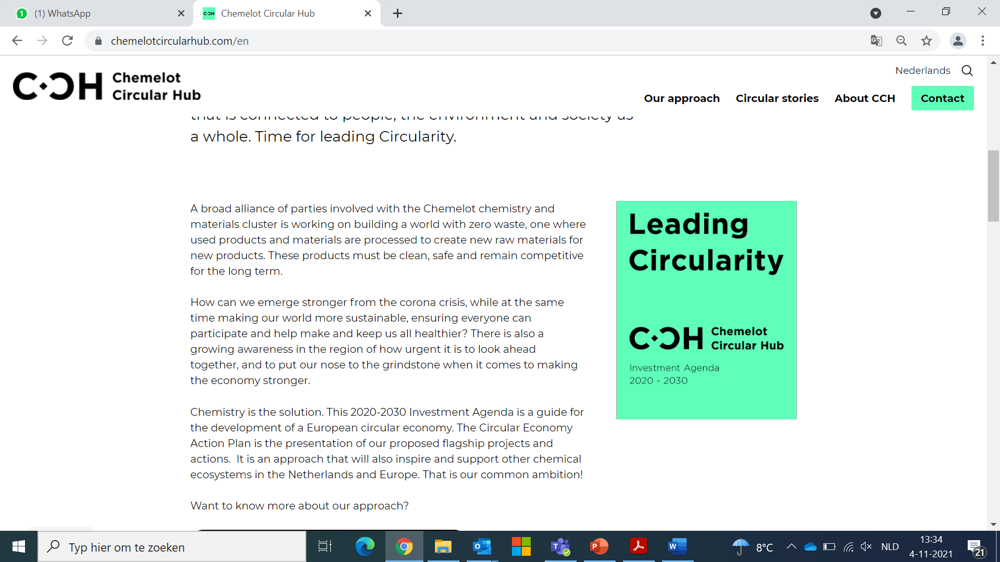 (1) WhatsApp
C·OH
Chemelot Circular Hub
chemelotcircularhub.com/en
Nederlands
Chemelot
Circular Hub
Our approach
Circular stories
About CCH
Contact
that is connected to people, the environment and society as
a whole. Time for leading Circularity.
A broad alliance of parties involved with the Chemelot chemistry and
materials cluster is working on building a world with zero waste, one where
used products and materials are processed to create new raw materials for
new products. These products must be clean, safe and remain competitive
for the long term.
How can we emerge stronger from the corona crisis, while at the same
time making our world more sustainable, ensuring everyone can
participate and help make and keep us all healthier? There is also a
growing awareness in the region of how urgent it is to look ahead
together, and to put our nose to the grindstone when it comes to making
the economy stronger.
Chemistry is the solution. This 2020-2030 Investment Agenda is a guide for
the development of a European circular economy. The Circular Economy
Action Plan is the presentation of our proposed flagship projects and
actions.  It is an approach that will also inspire and support other chemical
ecosystems in the Netherlands and Europe. That is our common ambition!
Want to know more about our approach?
Leading
Circularity
Chemelot
Circular Hub
Investment Agenda
2020 - 2030
Typ hier om te zoeken
8°C
NLD
13:34
4-11-2021
21